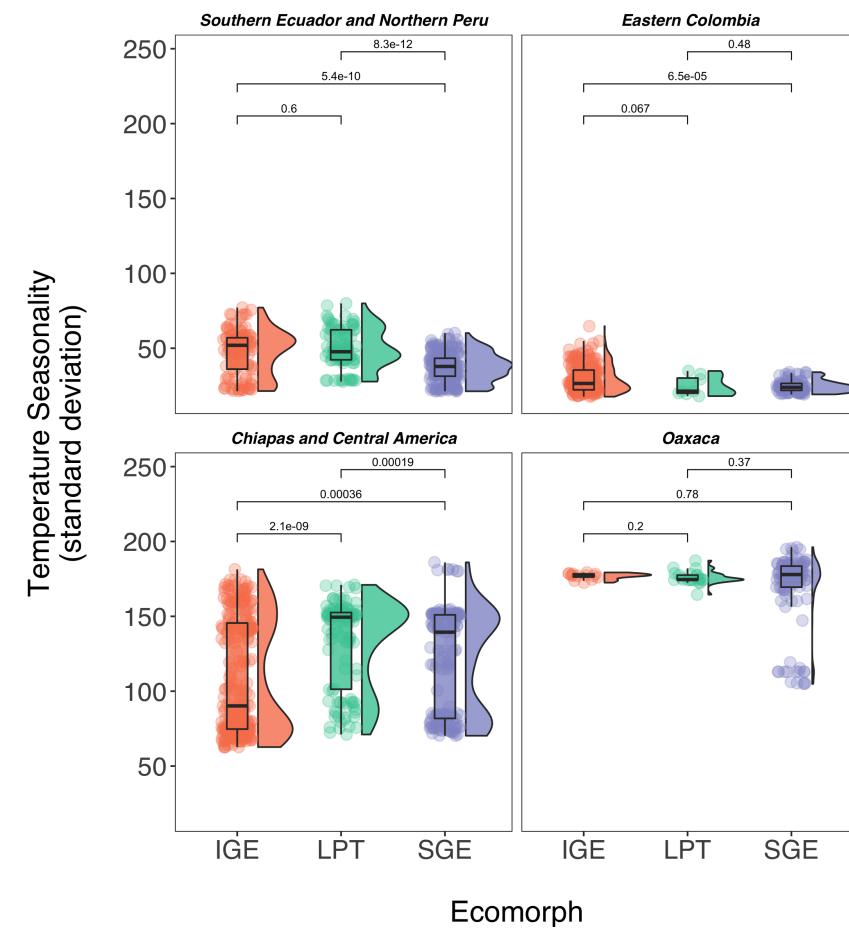 Southern Ecuador and Northern Peru
Eastern Colombia
250
200
150
100
50
8.3e-12
5.4e-10
0.6
0.48
6.5e-05
0.067
Temperature Seasonality
(standard deviation)
Chiapas and Central America
Oaxaca
250
200
150
100
50
0.00019
0.00036
2.1e-09
0.37
0.78
0.2
IGE LPT SGE
IGE LPT SGE
Ecomorph